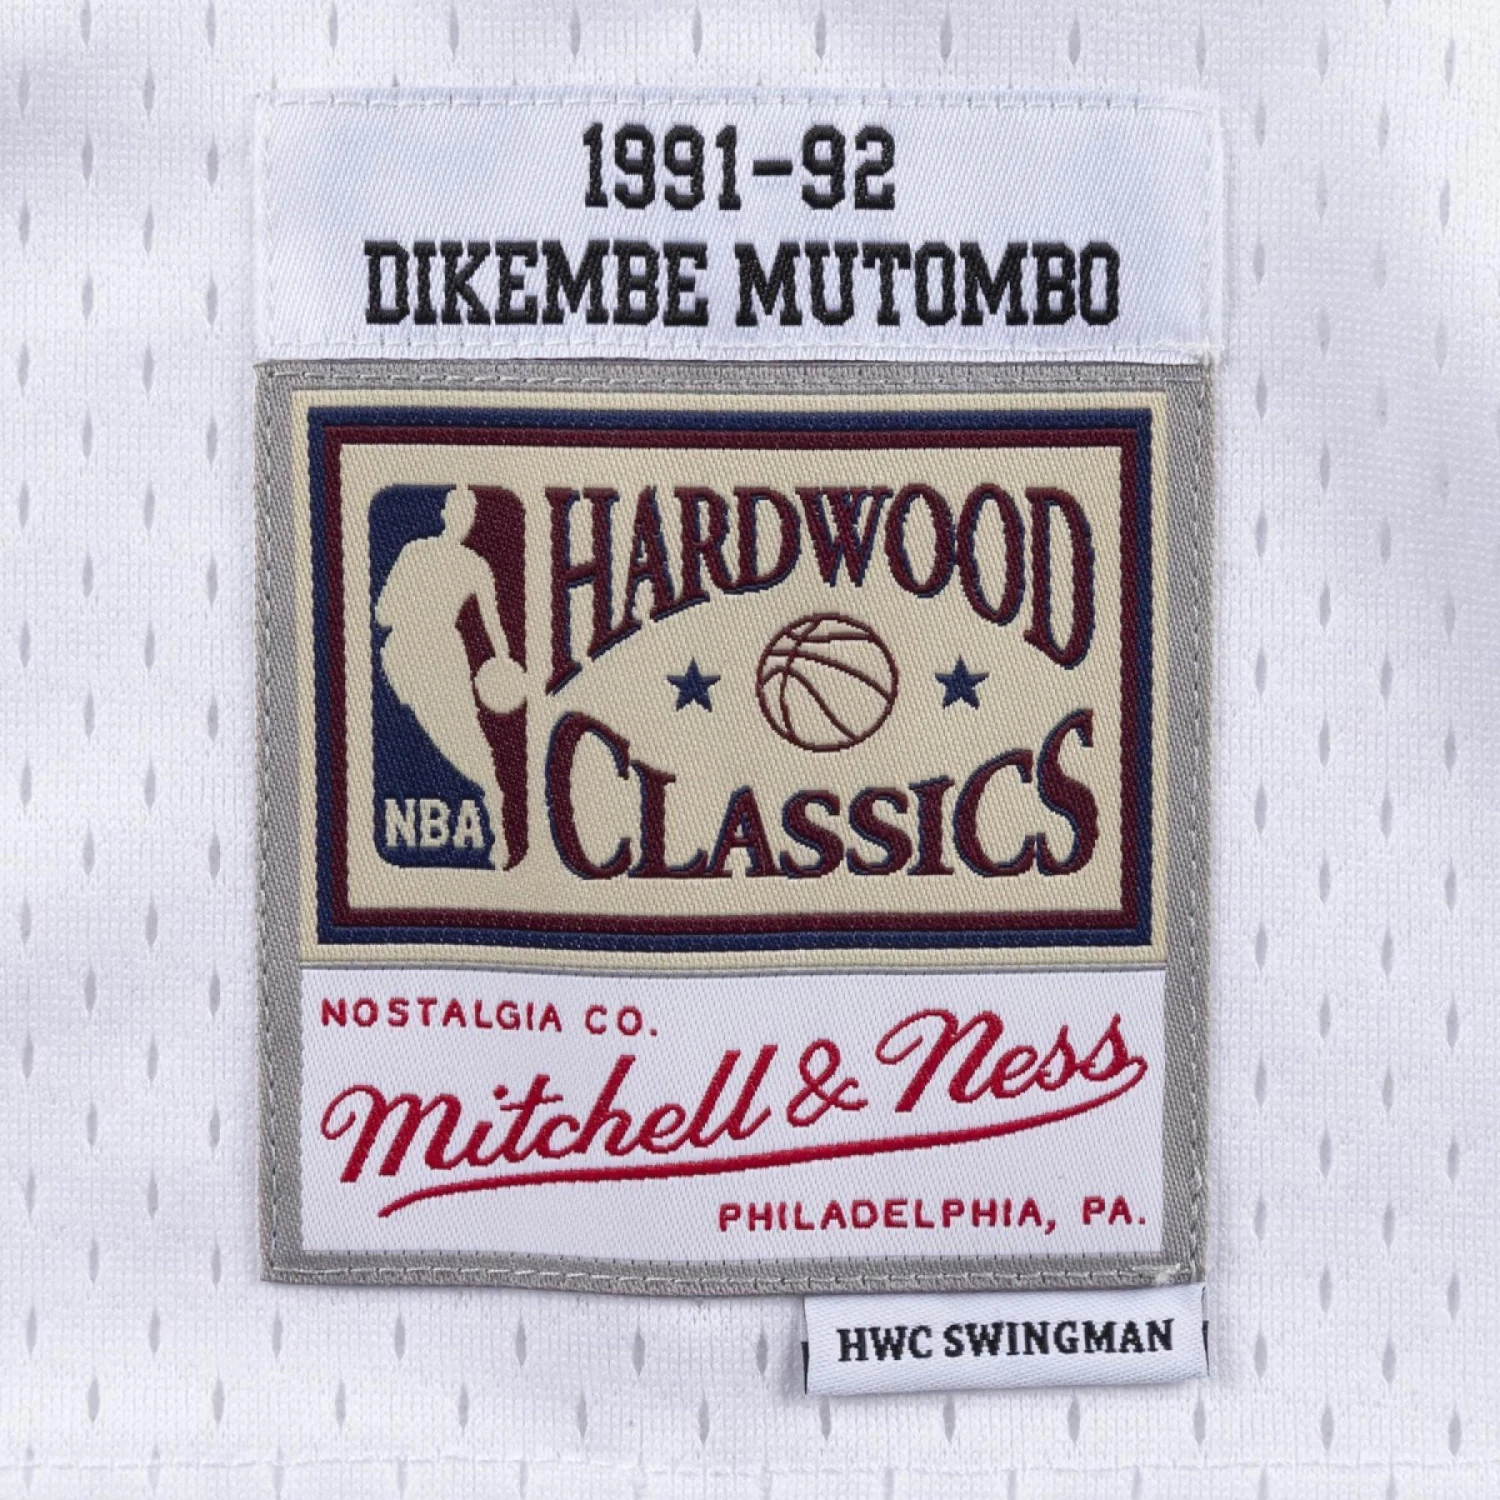 1991-92
DIKEMBE MUTOMBO
HARDWOOD
CLASSICS
NBA
NOSTALGIA CO.
Mitchell & Ness
PHILADELPHIA, PA.
HWC SWINGMAN